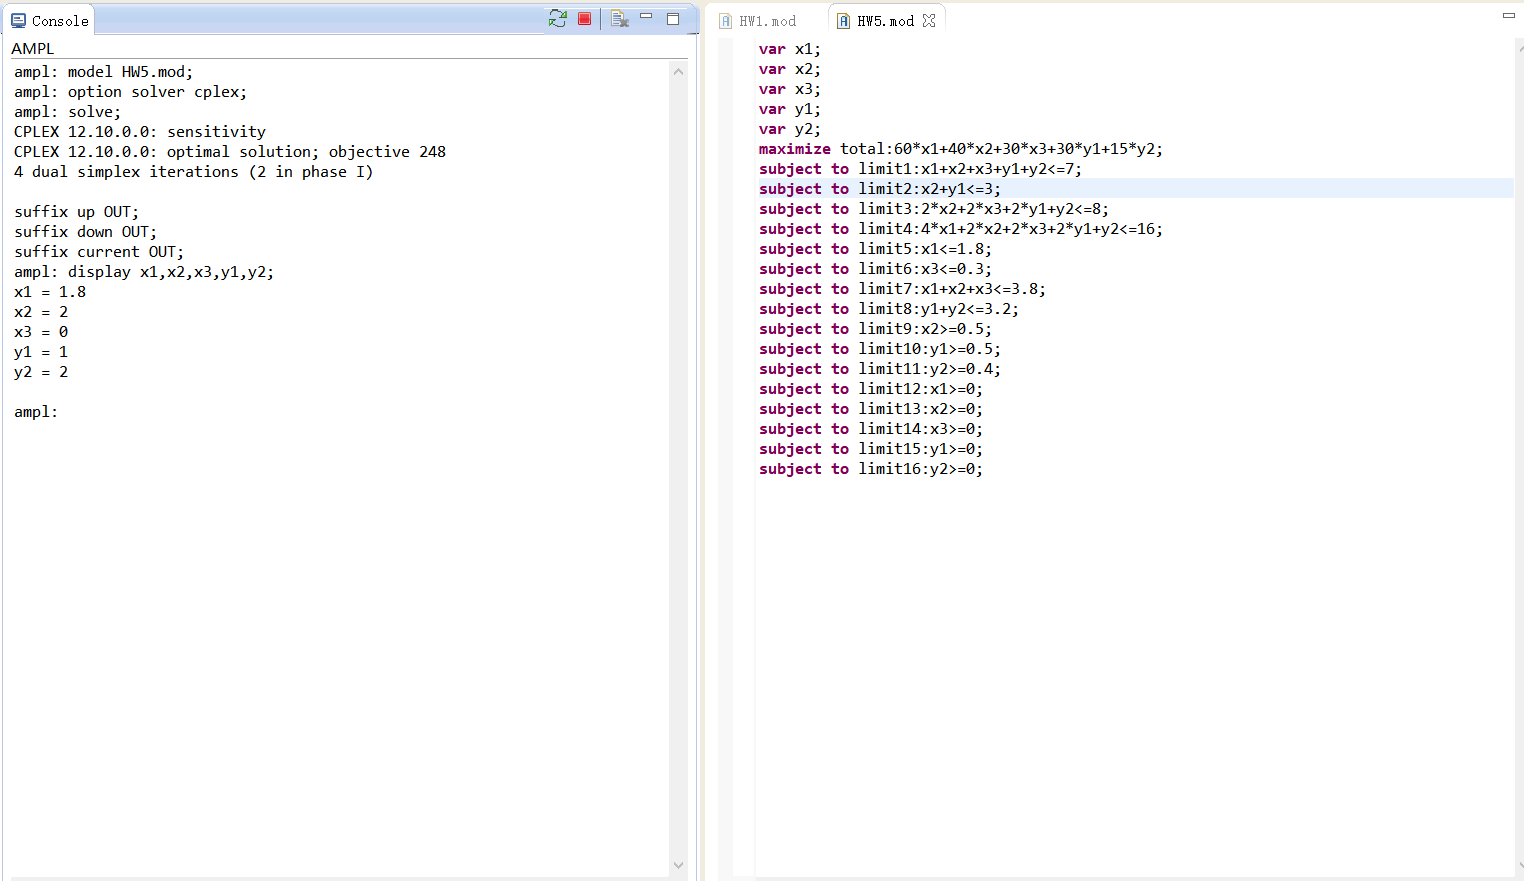 Console
AMPL
ampl: model HW5.mod;
ampl: option solver cplex;
ampl: solve;
CPLEX 12.10.0.0: sensitivity
CPLEX 12.10.0.0: optimal solution; objective 248
4 dual simplex iterations (2 in phase I)
suffix up OUT;
suffix down OUT;
suffix current OUT;
ampl: display x1,x2,x3,y1,y2;
x1 = 1.8
x2 = 2
x3 = 0
y1 = 1
y2 = 2
ampl:
HW1.mod
HW5.mod
var x1;
var x2;
var x3;
var y1;
var y2;
maximize total:60*x1+40*x2+30*x3+30*y1+15*y2;
subject to limit1:x1+x2+x3+y1+y2<=7;
subject to limit2:x2+y1<=3;
subject to limit3:2*x2+2*x3+2*y1+y2<=8;
subject to limit4:4*x1+2*x2+2*x3+2*y1+y2<=16;
subject to limit5:x1<=1.8;
subject to limit6:x3<=0.3;
subject to limit7:x1+x2+x3<=3.8;
subject to limit8:y1+y2<=3.2;
subject to limit9:x2>=0.5;
subject to limit10:y1>=0.5;
subject to limit11:y2>=0.4;
subject to limit12:x1>=0;
subject to limit13:x2>=0;
subject to limit14:x3>=0;
subject to limit15:y1>=0;
subject to limit16:y2>=0;